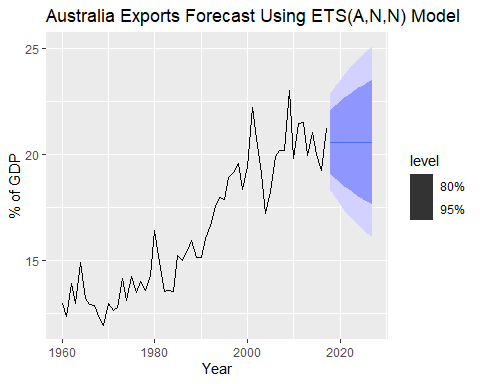 Australia Exports Forecast Using ETS(A,N,N) Model
25
20
15
% of GDP
1960
1980
2000
2020
Year
level
80%
95%